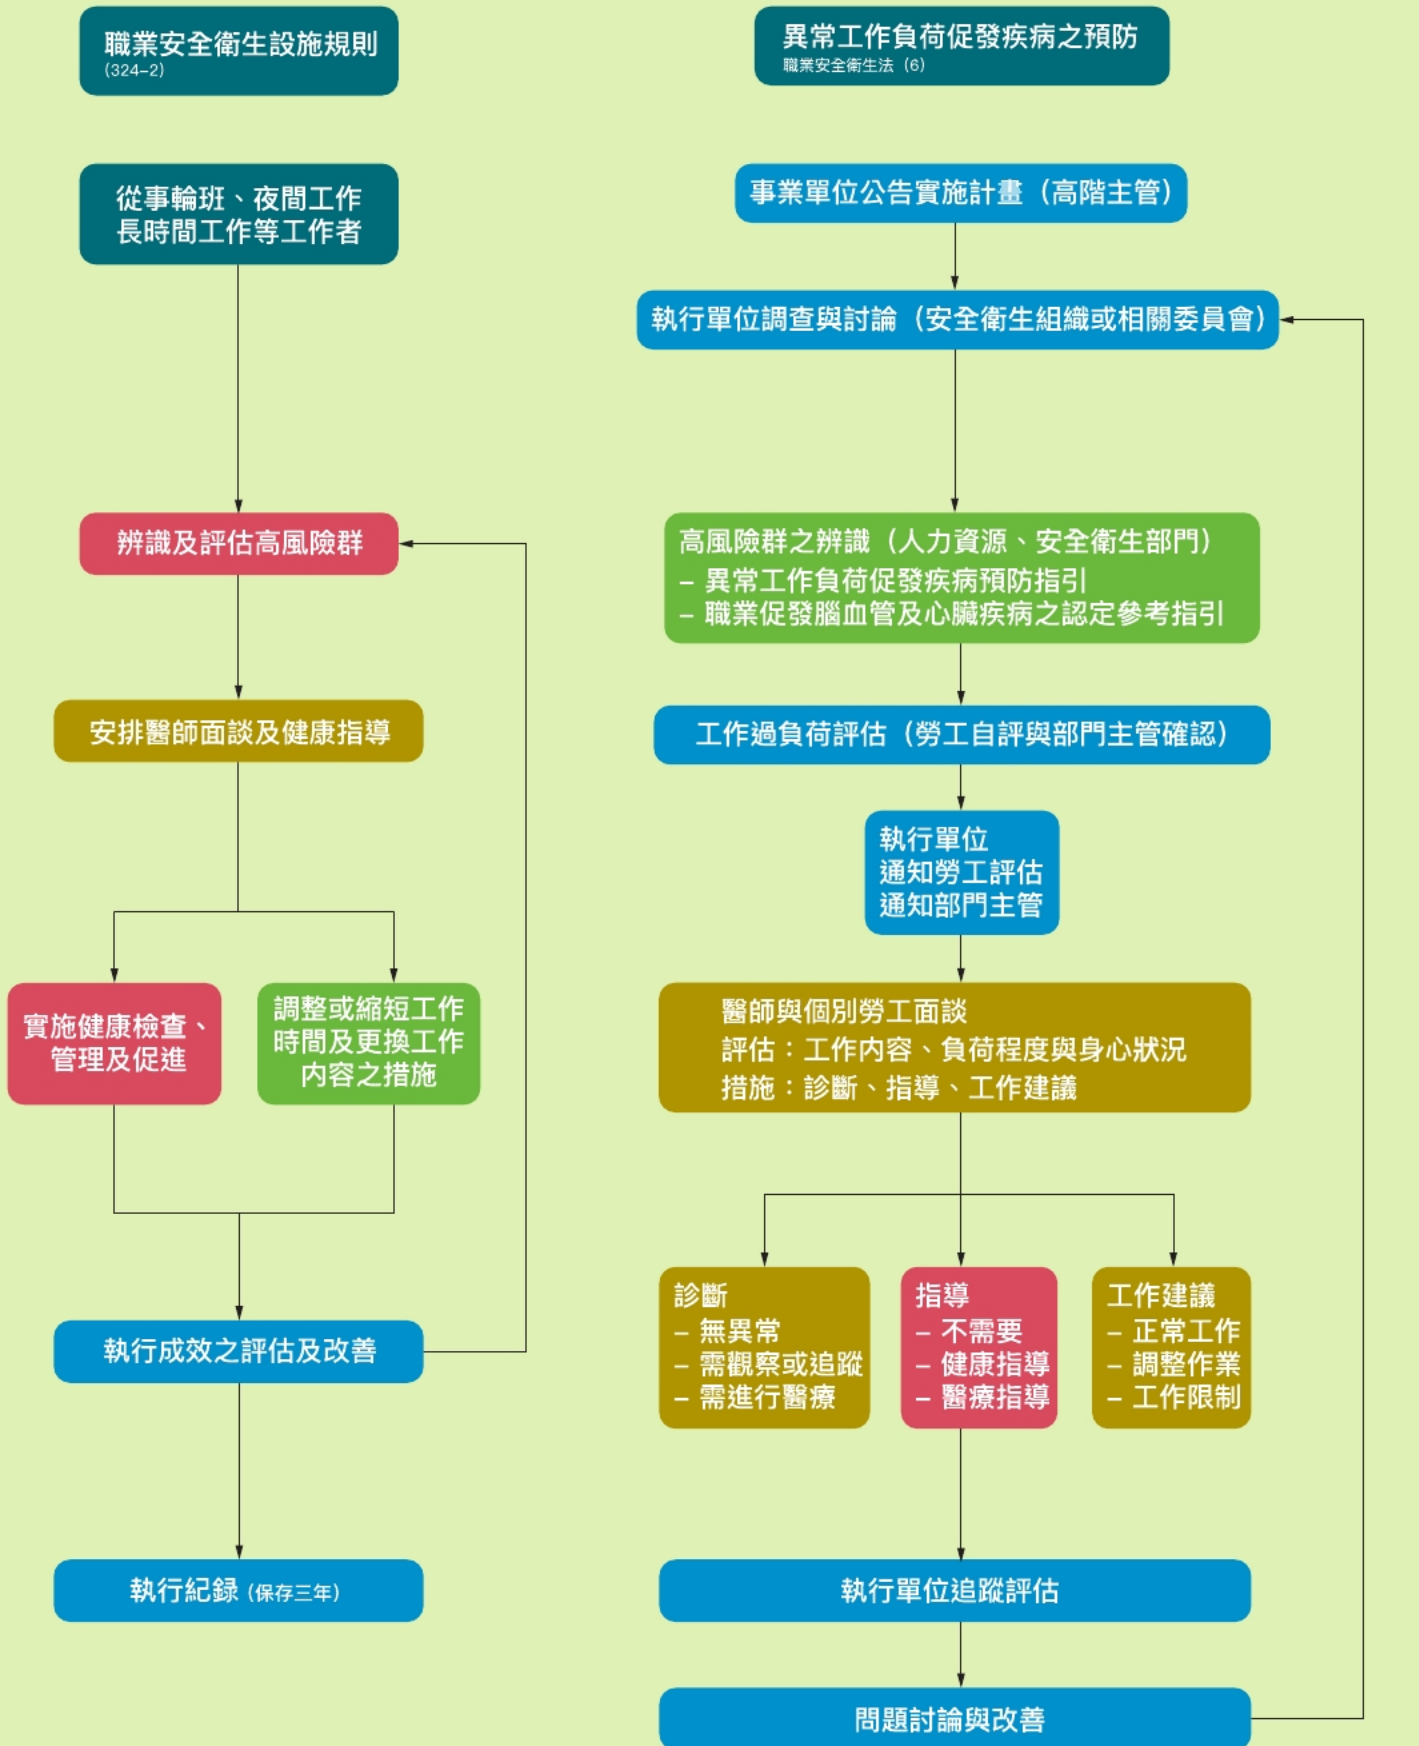 職業安全衛生設施規則
(324-2)
從事輪班、夜間工作
長時間工作等工作者
辨識及評估高風險群
安排醫師面談及健康指導
實施健康檢查、
管理及促進
調整或縮短工作
時間及更換工作
內容之措施
執行成效之評估及改善
執行紀錄 (保存三年)
異常工作負荷促發疾病之預防
職業安全衛生法（6）
事業單位公告實施計畫（高階主管）
執行單位調查與討論（安全衛生組織或相關委員會）
高風險群之辨識（人力資源、安全衛生部門）
– 異常工作負荷促發疾病預防指引
– 職業促發腦血管及心臟疾病之認定參考指引
工作過負荷評估（勞工自評與部門主管確認）
執行單位
通知勞工評估
通知部門主管
醫師與個別勞工面談
評估：工作內容、負荷程度與身心狀況
措施：診斷、指導、工作建議
診斷
– 無異常
– 需觀察或追蹤
– 需進行醫療
指導
– 不需要
– 健康指導
– 醫療指導
工作建議
– 正常工作
– 調整作業
– 工作限制
執行單位追蹤評估
問題討論與改善